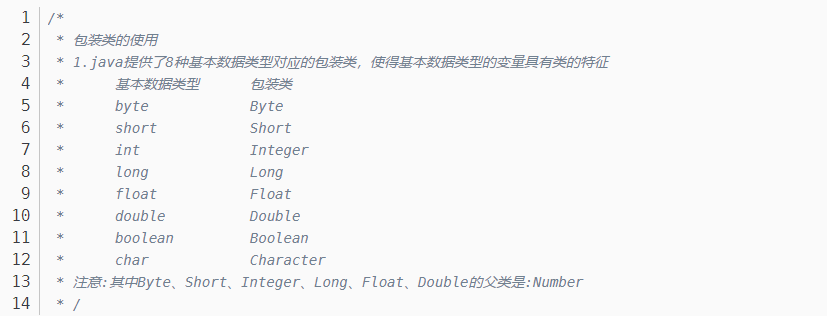 1 /*
2  * 包装类的使用
3  * 1.java提供了8种基本数据类型对应的包装类，使得基本数据类型的变量具有类的特征
4  *      基本数据类型      包装类
5  *      byte            Byte
6  *      short           Short
7  *      int             Integer
8  *      long            Long
9  *      float           Float
10  *      double          Double
11  *      boolean         Boolean
12  *      char            Character
13  * 注意:其中Byte、Short、Integer、Long、Float、Double的父类是:Number
14  * /